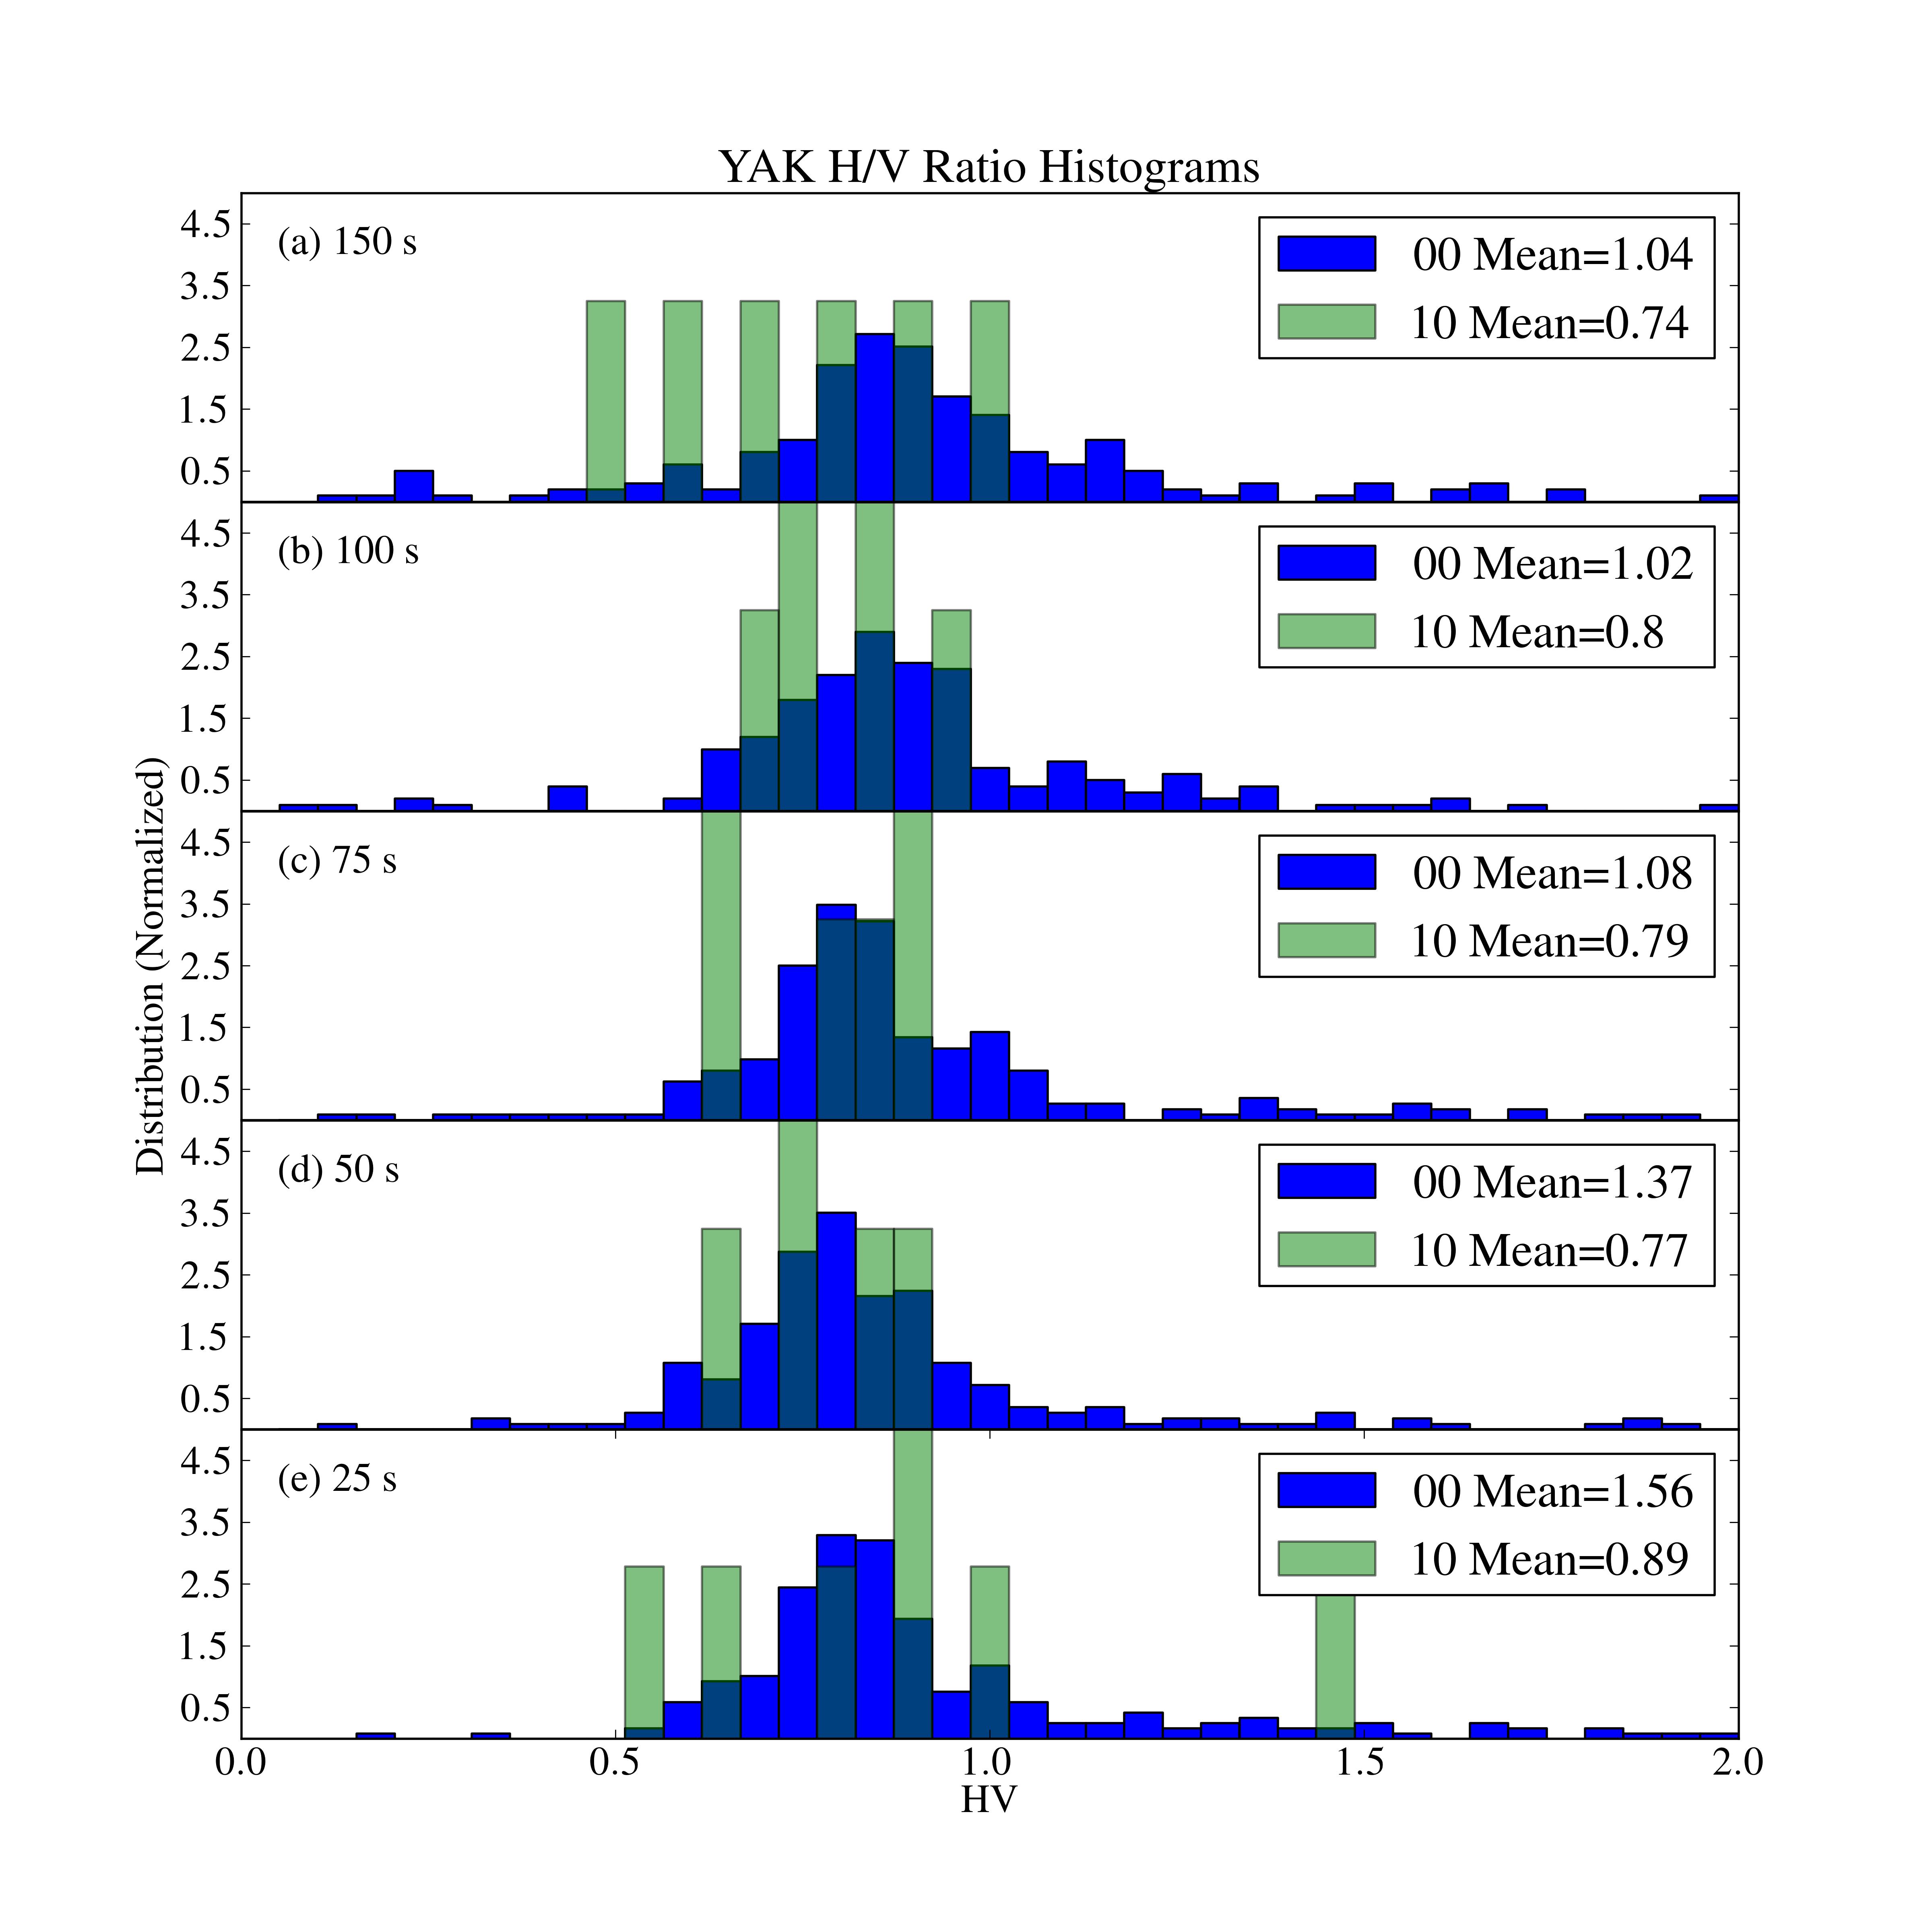 YAK H/V Ratio Histograms
Distribution (Normalized)
4.5
3.5
2.5
1.5
0.5
(a) 150 s
00 Mean=1.04
10 Mean=0.74
4.5
3.5
2.5
1.5
0.5
(b) 100 s
00 Mean=1.02
10 Mean=0.8
4.5
3.5
2.5
1.5
0.5
(c) 75 s
00 Mean=1.08
10 Mean=0.79
4.5
3.5
2.5
1.5
0.5
(d) 50 s
00 Mean=1.37
10 Mean=0.77
4.5
3.5
2.5
1.5
0.5
(e) 25 s
00 Mean=1.56
10 Mean=0.89
0.0 0.5 1.0 1.5 2.0
HV